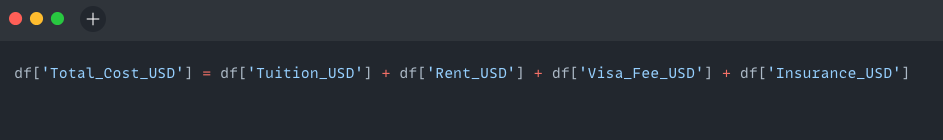 df['Total_Cost_USD'] = df['Tuition_USD'] + df['Rent_USD'] + df['Visa_Fee_USD'] + df['Insurance_USD']